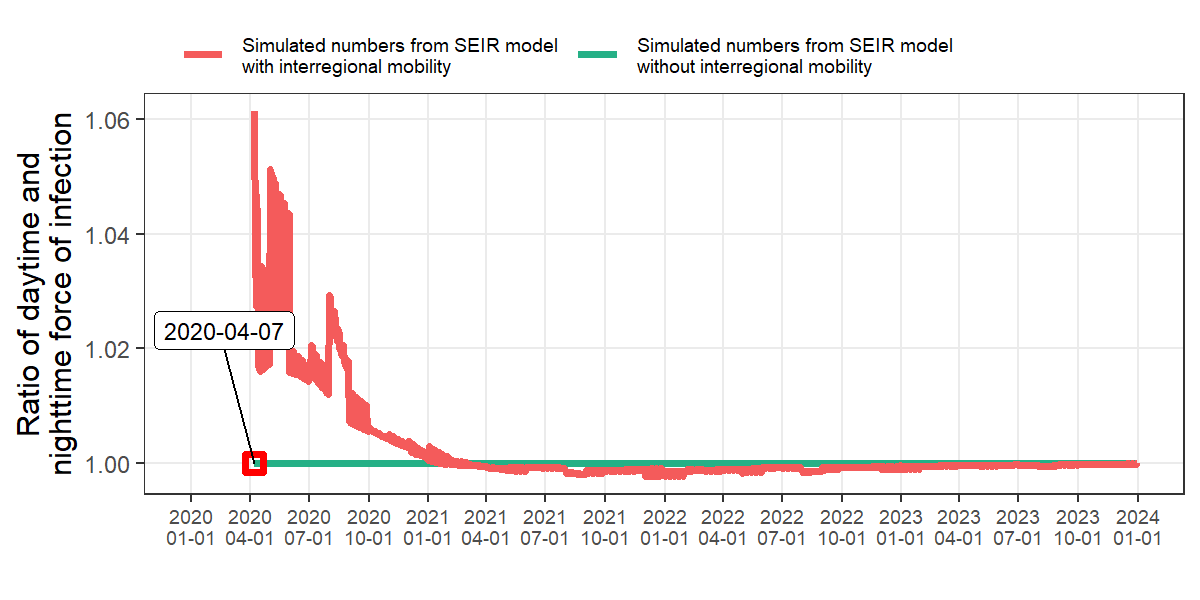 Simulated numbers from SEIR model
with interregional mobility
Simulated numbers from SEIR model
without interregional mobility
Ratio of daytime and
nighttime force of infection
1.06
1.04
1.02
1.00
2020-04-07
2020 2020 2020 2020 2021 2021 2021 2021 2022 2022 2022 2022 2023 2023 2023 2023 2024
01-01 04-01 07-01 10-01 01-01 04-01 07-01 10-01 01-01 04-01 07-01 10-01 01-01 04-01 07-01 10-01 01-01